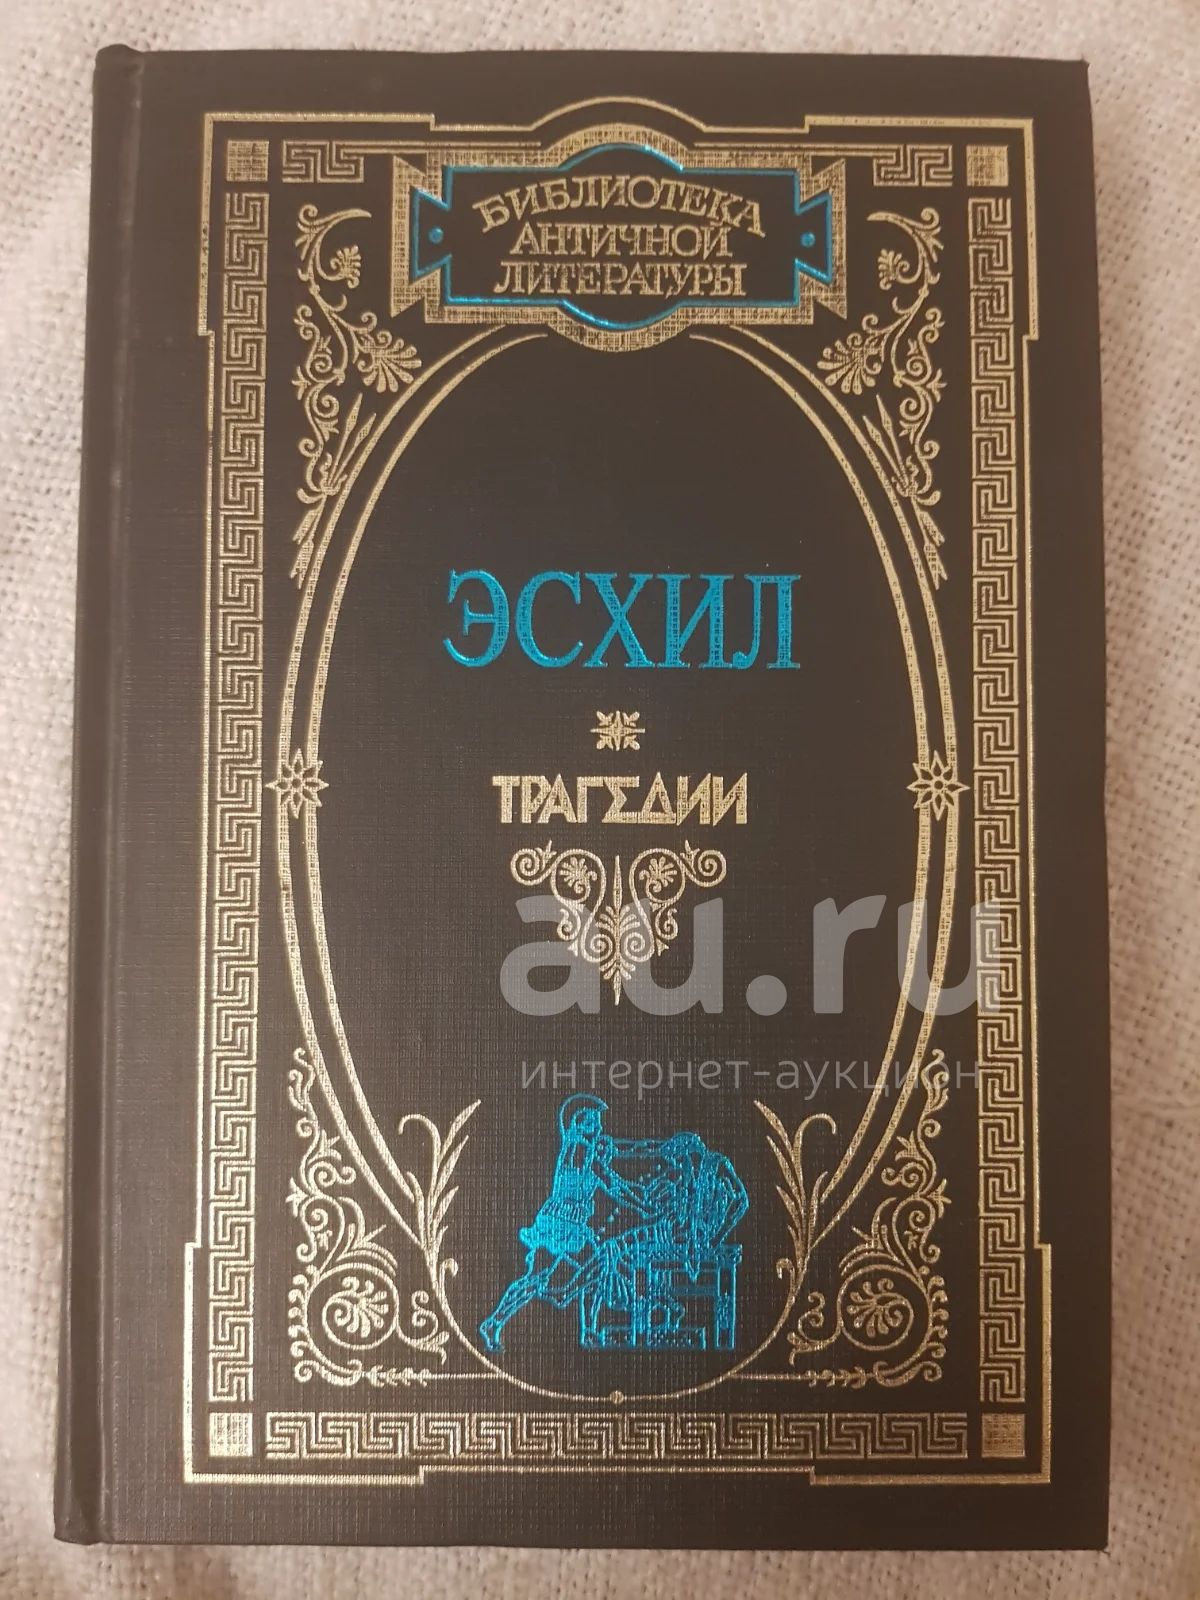 БИБЛИОТЕКА
АНТИЧНОЙ
ЛИТЕРАТУРЫ
ЭСХИЛ
ТРАГЕДИИ
au.ru
интернет-аукцион